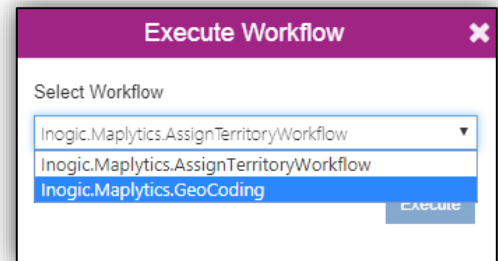 Execute Workflow ✖
Select Workflow
Inogic.Maplytics.AssignTerritoryWorkflow
Inogic.Maplytics.AssignTerritoryWorkflow
Inogic.Maplytics.GeoCoding
Execute